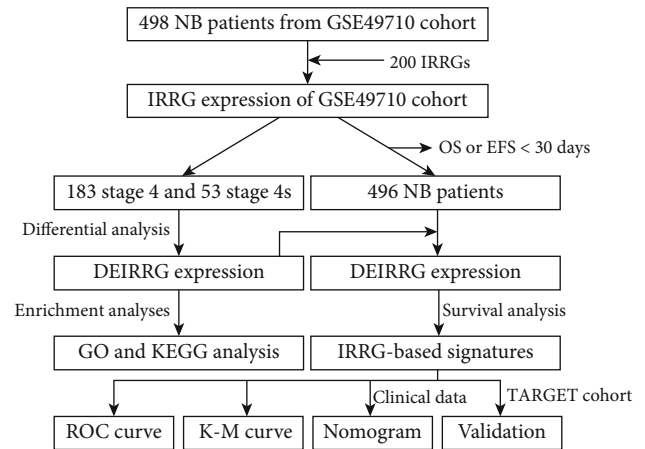 498 NB patients from GSE49710 cohort
200 IRRGs
IRRG expression of GSE49710 cohort
OS or EFS < 30 days
183 stage 4 and 53 stage 4s
496 NB patients
Differential analysis
DEIRRG expression
DEIRRG expression
Enrichment analyses
Survival analysis
GO and KEGG analysis
IRRG-based signatures
Clinical data
TARGET cohort
ROC curve
K-M curve
Nomogram
Validation